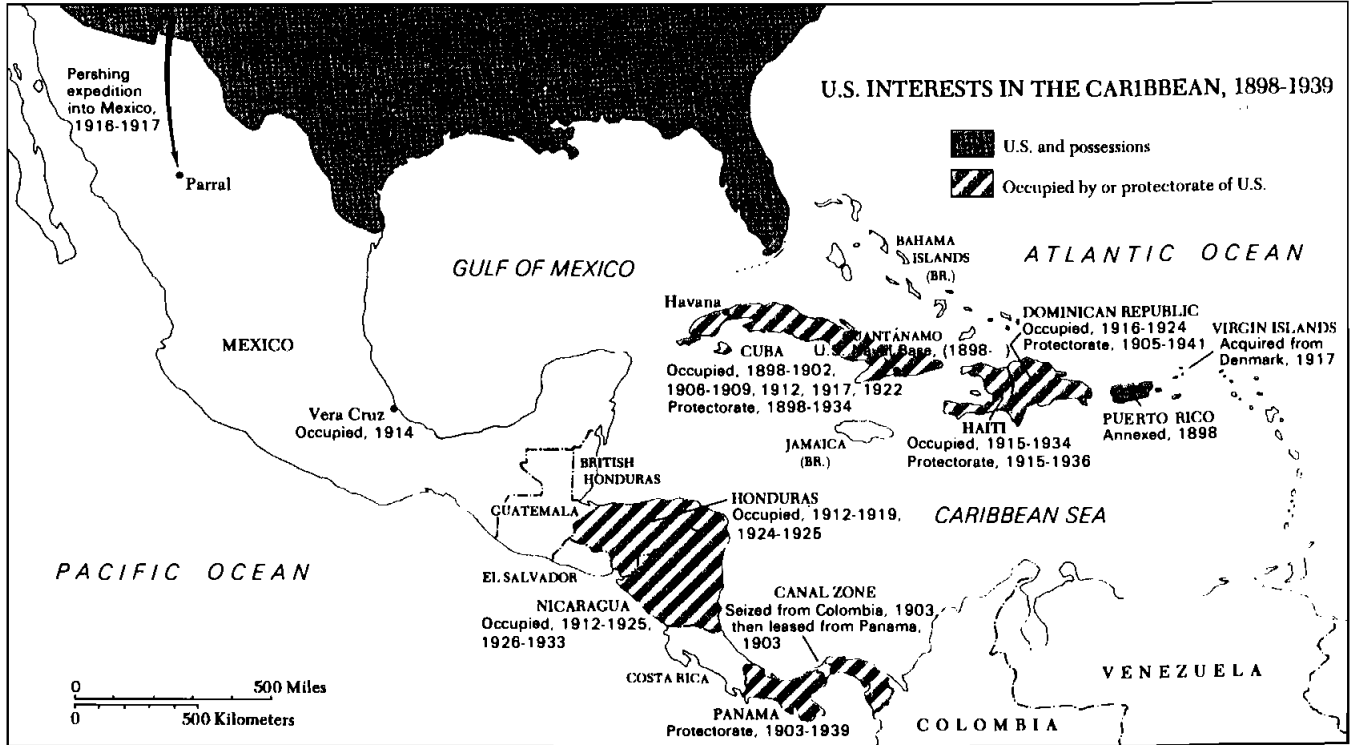 U.S. INTERESTS IN THE CARIBBEAN, 1898-1939
U.S. and possessions
Occupied by or protectorate of U.S.
Pershing
expedition
into Mexico,
1916-1917
Parral
GULF OF MEXICO
BAHAMA
ISLANDS
(BR.)
ATLANTIC OCEAN
MEXICO
Vera Cruz
Occupied, 1914
Havana
GUANTÁNAMO
U.S. Naval Base, (1898- )
CUBA
Occupied, 1898-1902,
1906-1909, 1912, 1917, 1922
Protectorate, 1898-1934
DOMINICAN REPUBLIC
Occupied, 1916-1924
Protectorate, 1905-1941
VIRGIN ISLANDS
Acquired from
Denmark, 1917
HAITI
Occupied, 1915-1934
Protectorate, 1915-1936
PUERTO RICO
Annexed, 1898
JAMAICA
(BR.)
BRITISH
HONDURAS
GUATEMALA
HONDURAS
Occupied, 1912-1919,
1924-1925
CARIBBEAN SEA
PACIFIC OCEAN
EL SALVADOR
NICARAGUA
Occupied, 1912-1925,
1926-1933
CANAL ZONE
Seized from Colombia, 1903,
then leased from Panama,
1903
COSTA RICA
PANAMA
Protectorate, 1903-1939
VENEZUELA
COLOMBIA
0 500 Miles
0 500 Kilometers